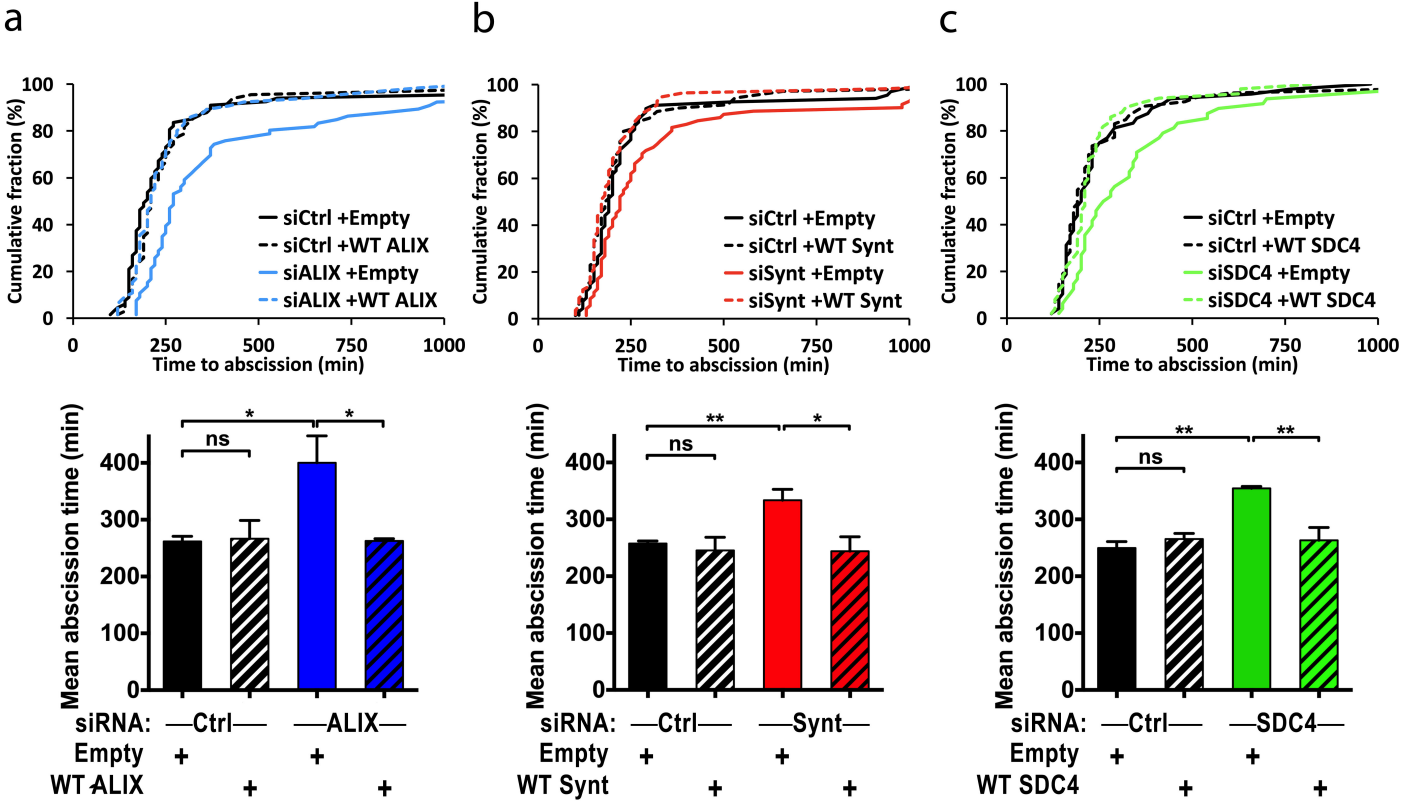 a
Cumulative fraction (%)
100
80
60
40
20
0
siCtrl +Empty
siCtrl +WT ALIX
siALIX +Empty
siALIX +WT ALIX
0 250 500 750 1000
Time to abscission (min)
b
Cumulative fraction (%)
100
80
60
40
20
0
siCtrl +Empty
siCtrl +WT Synt
siSynt +Empty
siSynt +WT Synt
0 250 500 750 1000
Time to abscission (min)
c
Cumulative fraction (%)
100
80
60
40
20
0
siCtrl +Empty
siCtrl +WT SDC4
siSDC4 +Empty
siSDC4 +WT SDC4
0 250 500 750 1000
Time to abscission (min)
Mean abscission time (min)
400
300
200
100
0
* *
ns
siRNA: —Ctrl— —ALIX—
Empty + +
WT ALIX + +
Mean abscission time (min)
400
300
200
100
0
** *
ns
siRNA: —Ctrl— —Synt—
Empty + +
WT Synt + +
Mean abscission time (min)
400
300
200
100
0
** **
ns
siRNA: —Ctrl— —SDC4—
Empty + +
WT SDC4 + +